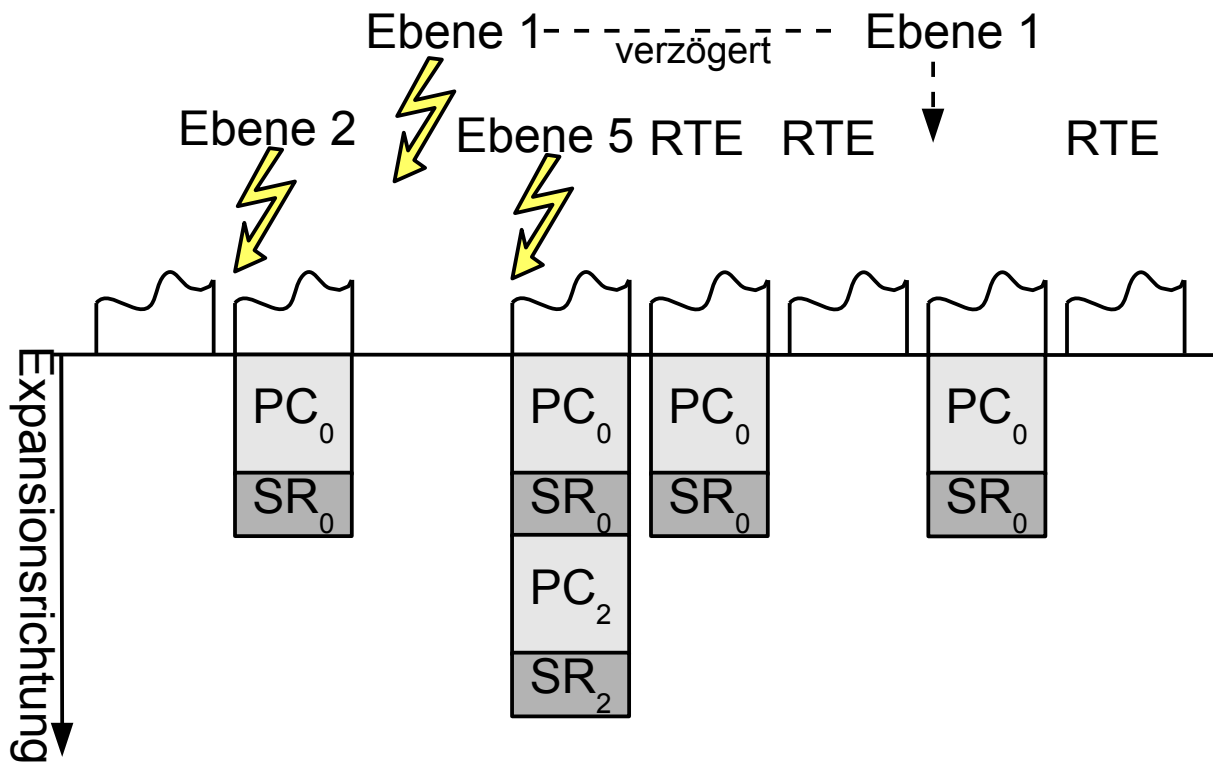 Ebene 1 verzögert Ebene 1
Ebene 2 Ebene 5 RTE RTE RTE
Expansionsrichtung
PC0 PC0 PC0 PC0
SR0 SR0 SR0 SR0
PC2
SR2